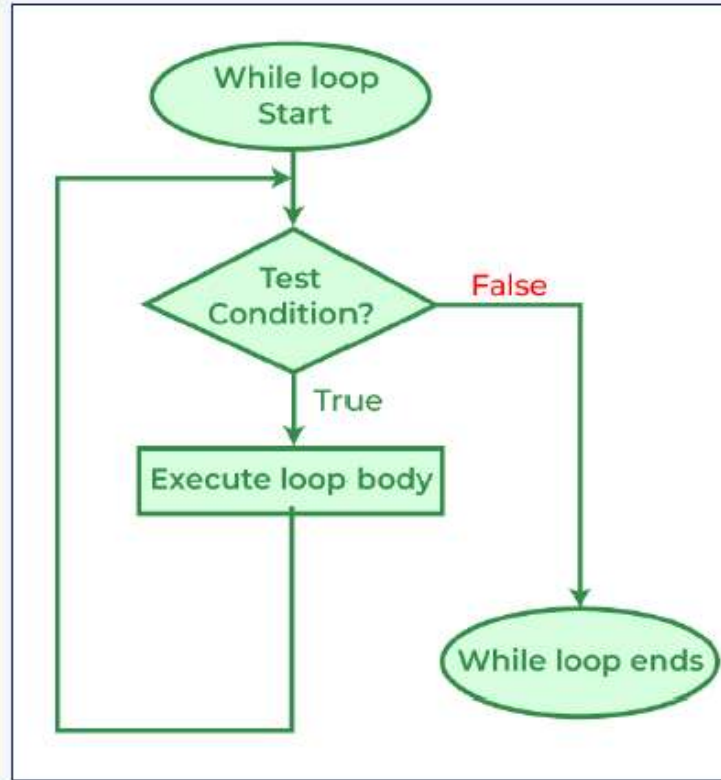 While loop
Start
Test
Condition?
False
True
Execute loop body
While loop ends